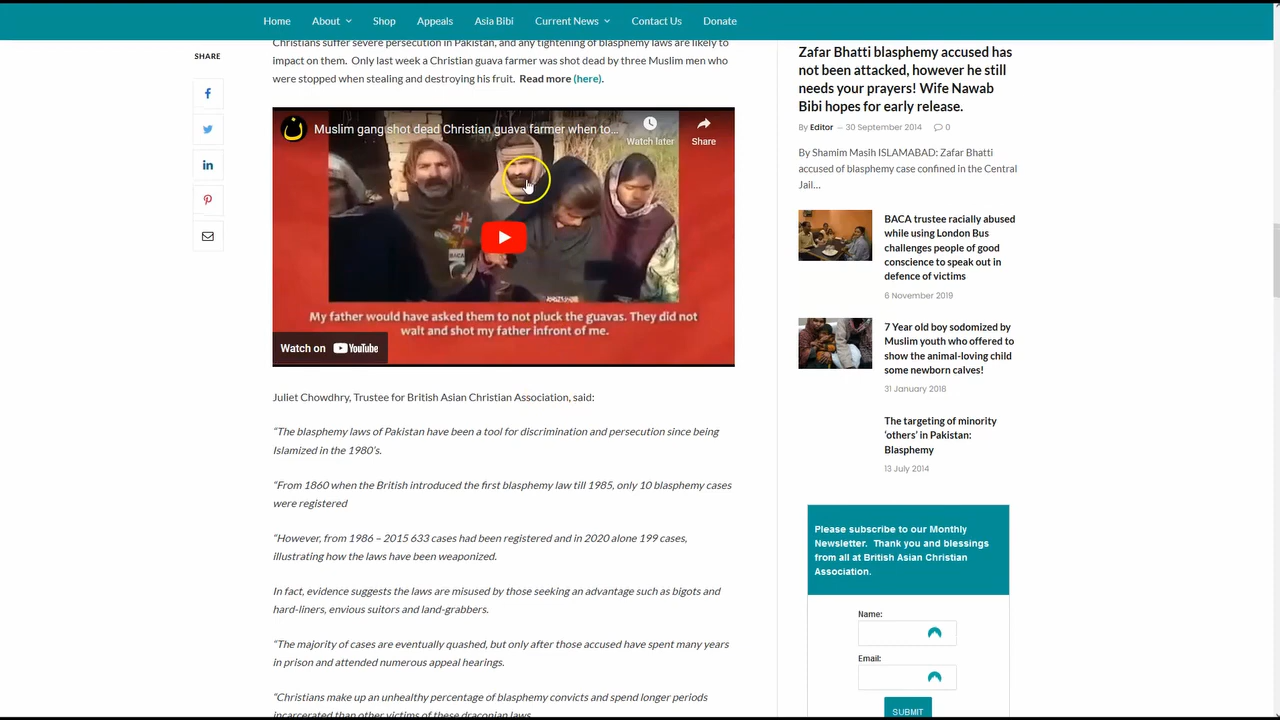 Home
About
Shop
Appeals
Asia Bibi
Current News
Contact Us
Donate
SHARE
Christians suffer severe persecution in Pakistan, and any tightening of blasphemy laws are likely to
impact on them. Only last week a Christian guava farmer was shot dead by three Muslim men who
were stopped when stealing and destroying his fruit. Read more (here).
Muslim gang shot dead Christian guava farmer when to...
Watch later
Share
BACA
My father would have asked them to not pluck the guavas. They did not
wait and shot my father infront of me.
Watch on YouTube
Juliet Chowdhry, Trustee for British Asian Christian Association, said:
“The blasphemy laws of Pakistan have been a tool for discrimination and persecution since being
Islamized in the 1980’s.
“From 1860 when the British introduced the first blasphemy law till 1985, only 10 blasphemy cases
were registered
“However, from 1986 – 2015 633 cases had been registered and in 2020 alone 199 cases,
illustrating how the laws have been weaponized.
In fact, evidence suggests the laws are misused by those seeking an advantage such as bigots and
hard-liners, envious suitors and land-grabbers.
“The majority of cases are eventually quashed, but only after those accused have spent many years
in prison and attended numerous appeal hearings.
“Christians make up an unhealthy percentage of blasphemy convicts and spend longer periods
incarcerated than other victims of these draconian laws
Zafar Bhatti blasphemy accused has
not been attacked, however he still
needs your prayers! Wife Nawab
Bibi hopes for early release.
By Editor — 30 September 2014 0
By Shamim Masih ISLAMABAD: Zafar Bhatti
accused of blasphemy case confined in the Central
Jail...
BACA trustee racially abused
while using London Bus
challenges people of good
conscience to speak out in
defence of victims
6 November 2019
7 Year old boy sodomized by
Muslim youth who offered to
show the animal-loving child
some newborn calves!
31 January 2018
The targeting of minority
‘others’ in Pakistan:
Blasphemy
13 July 2014
Please subscribe to our Monthly
Newsletter. Thank you and blessings
from all at British Asian Christian
Association.
Name:
Email:
SUBMIT